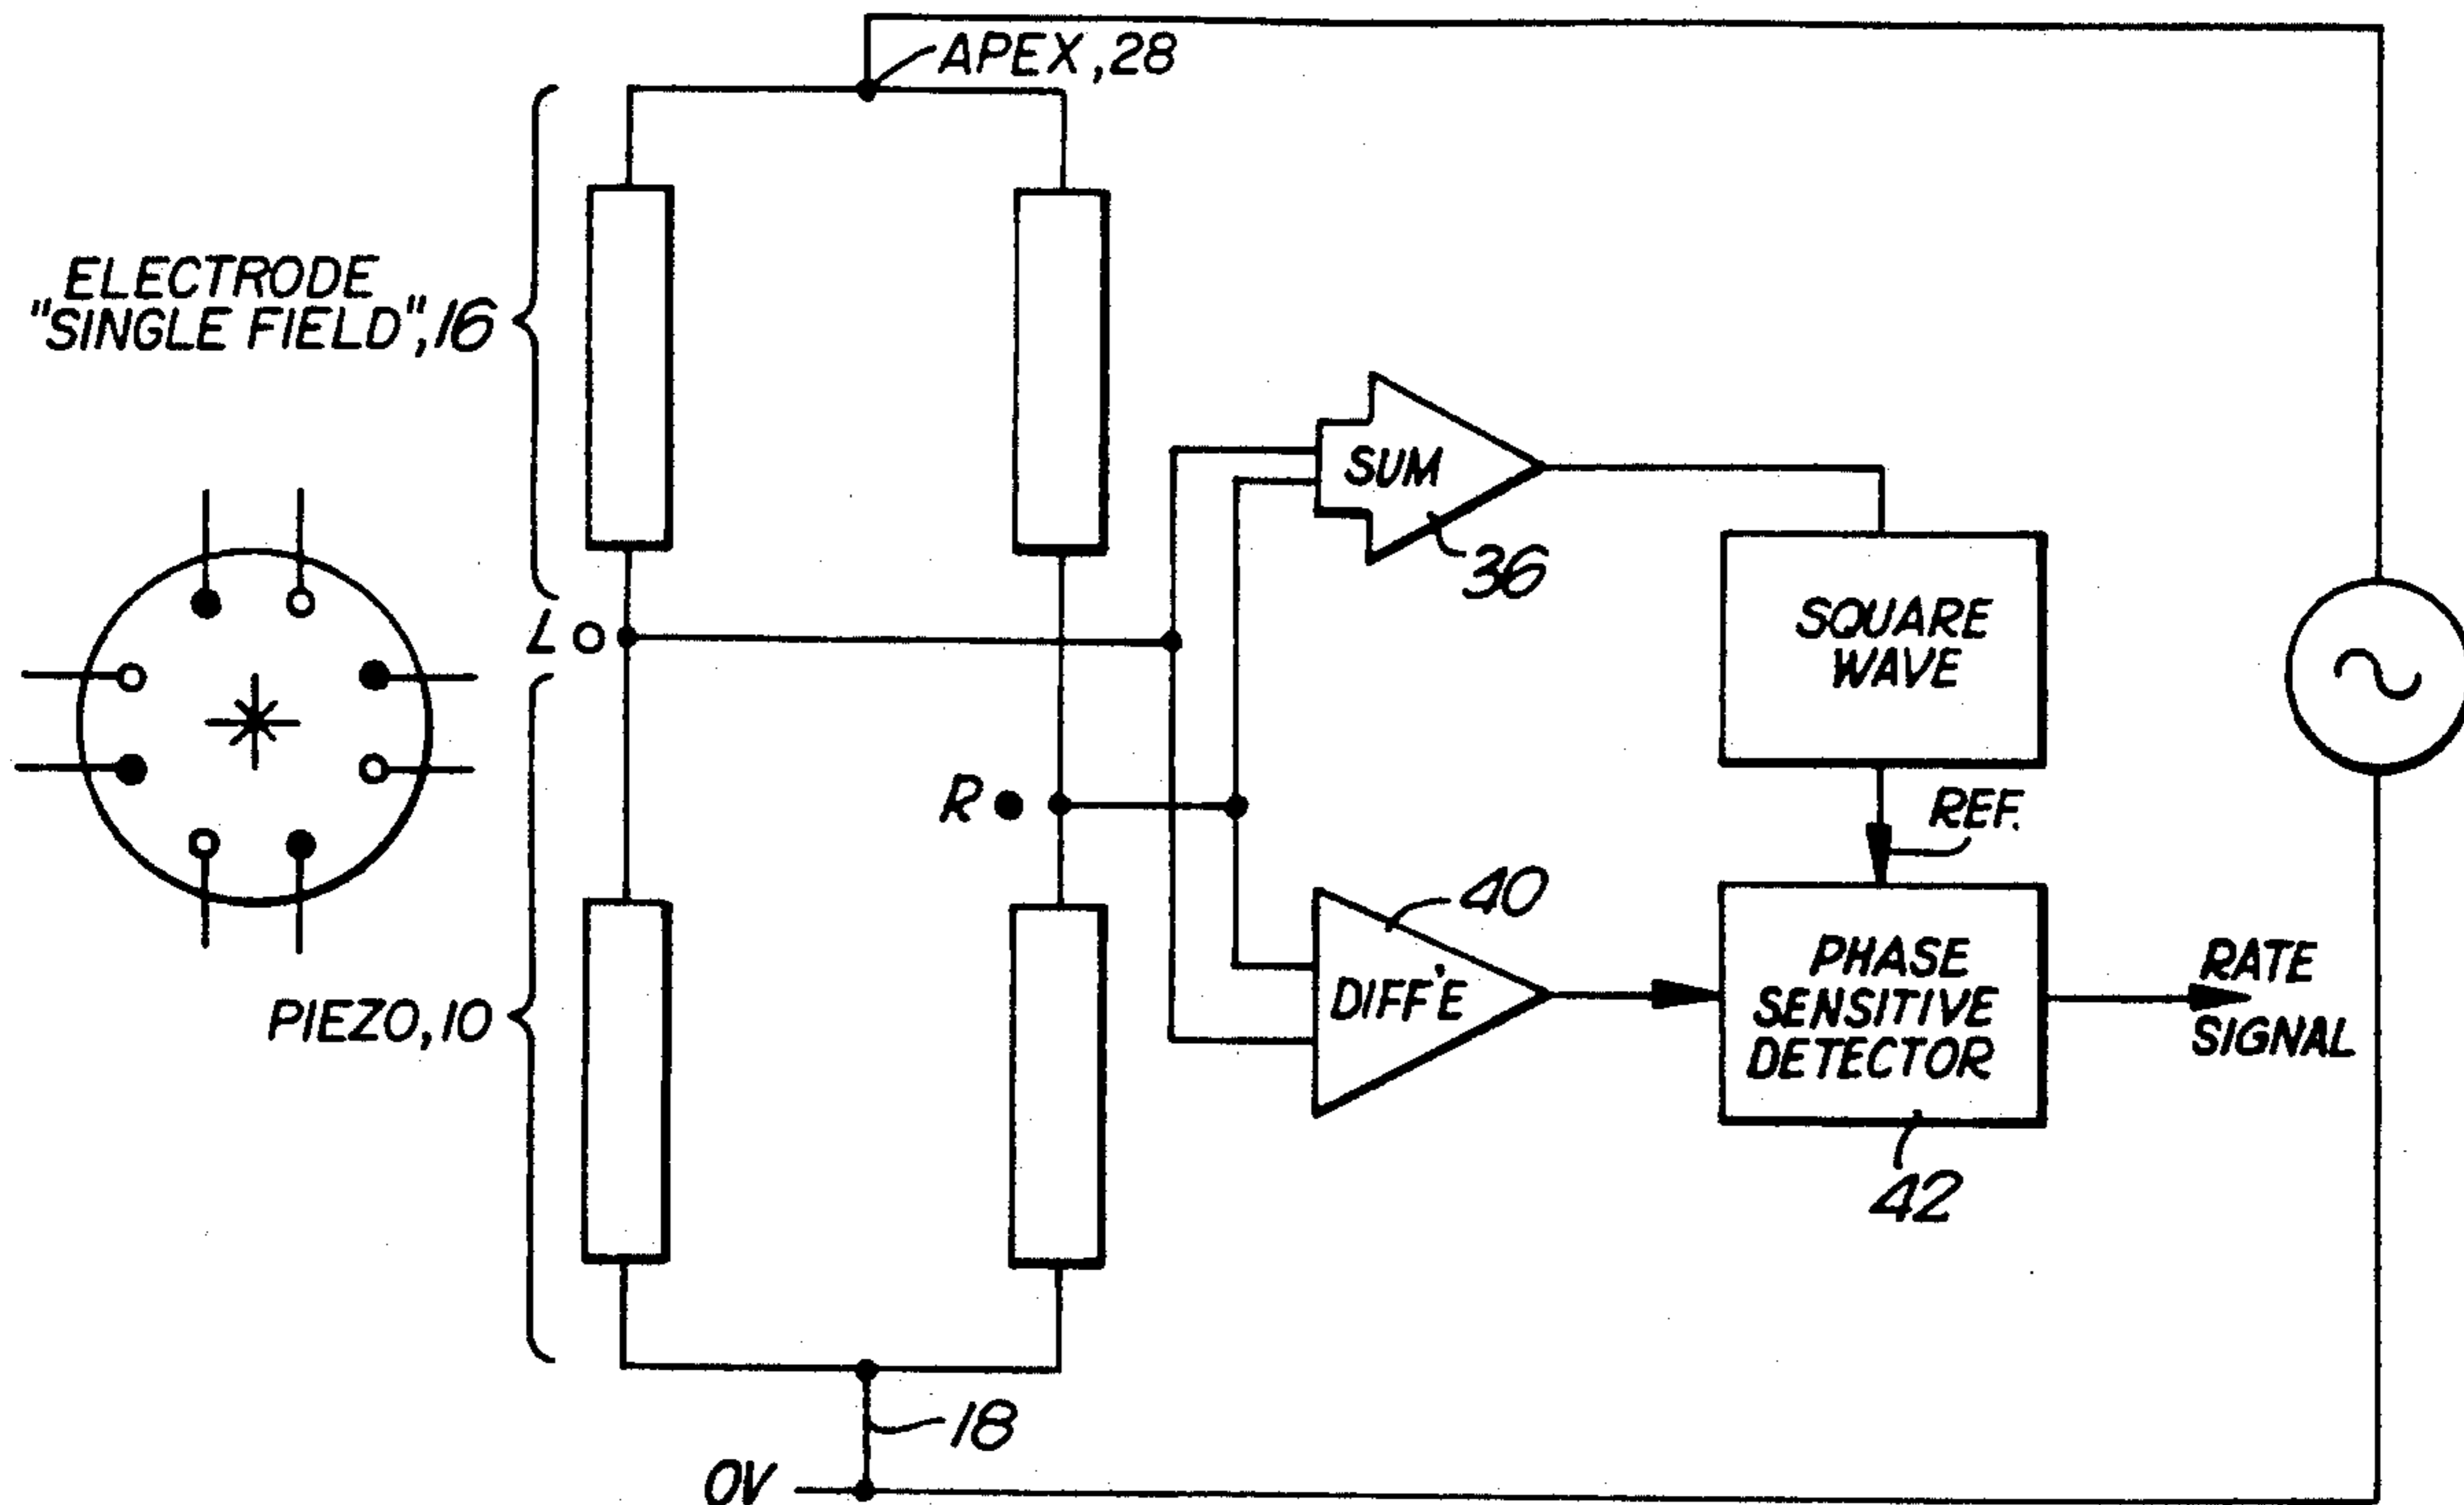 APEX, 28
ELECTRODE
"SINGLE FIELD", 16
SUM
36
SQUARE
WAVE
L
REF.
R
40
DIFF'E
PHASE
SENSITIVE
DETECTOR
RATE
SIGNAL
PIEZO, 10
42
18
OV